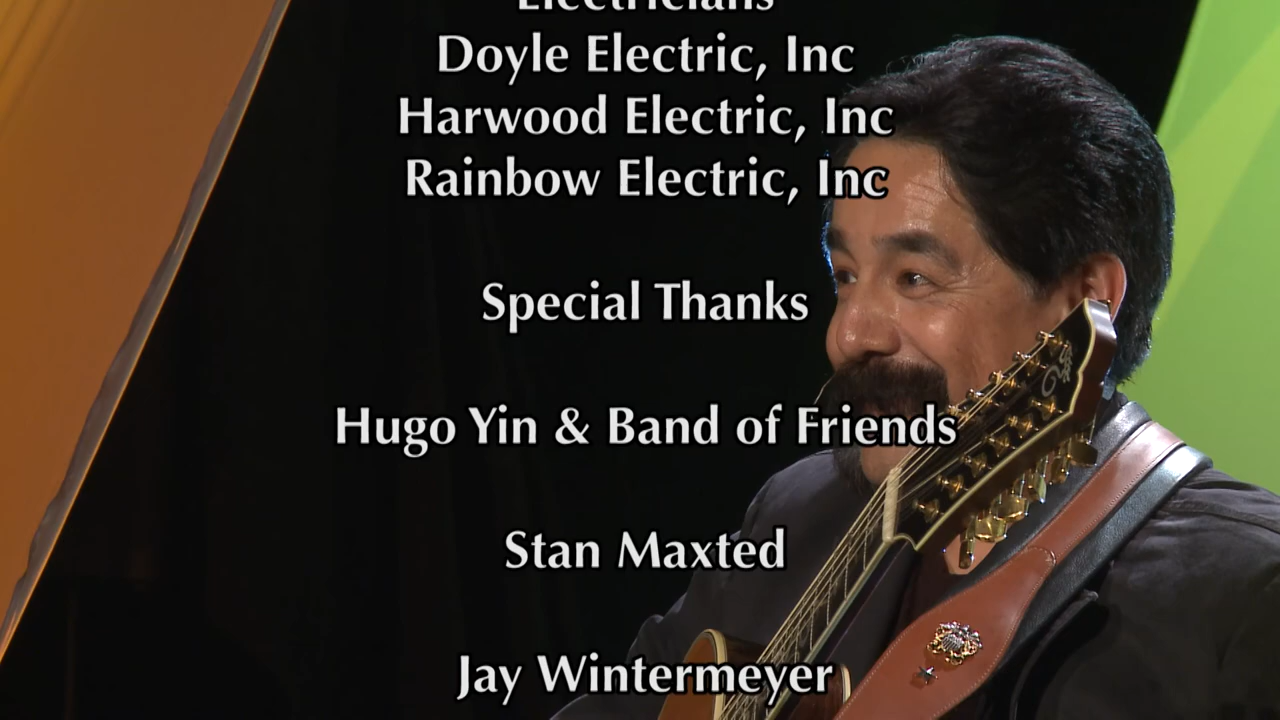 Electricians
Doyle Electric, Inc
Harwood Electric, Inc
Rainbow Electric, Inc
Special Thanks
Hugo Yin & Band of Friends
Stan Maxted
Jay Wintermeyer